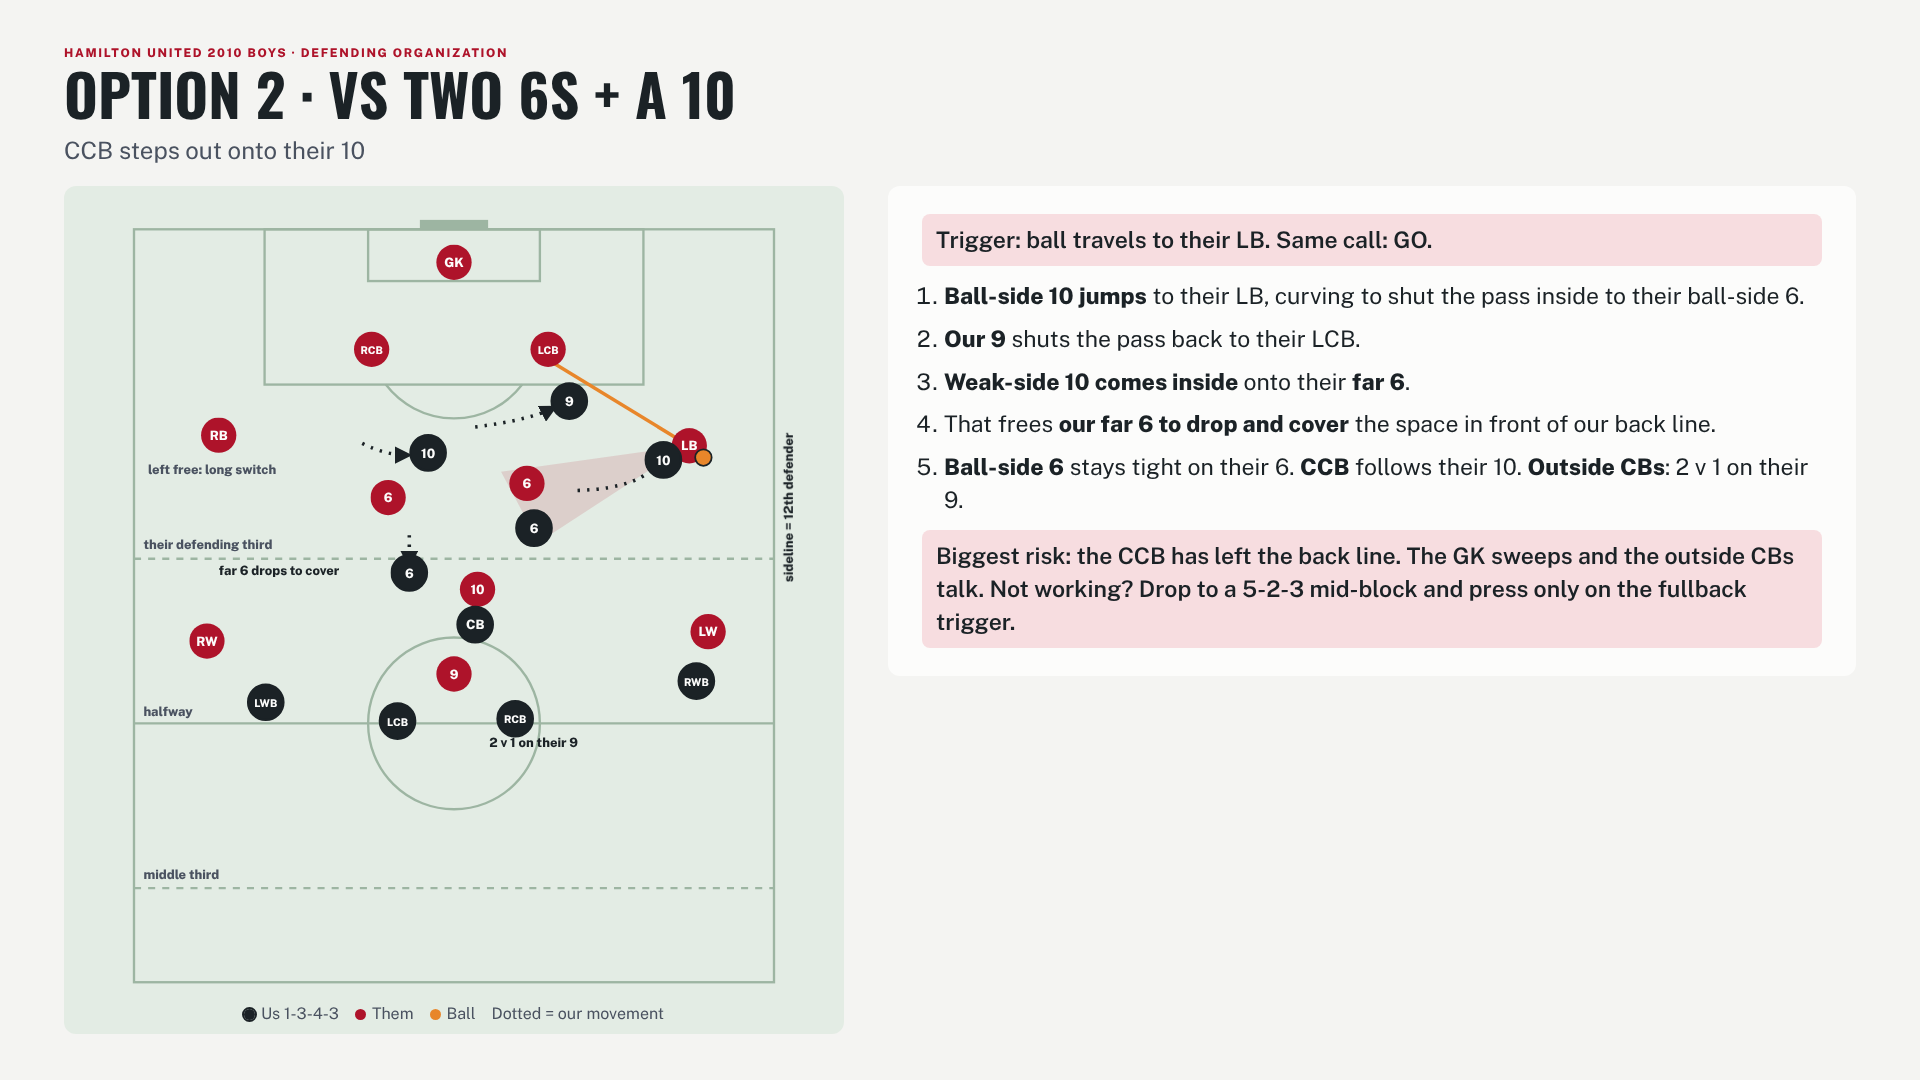 HAMILTON UNITED 2010 BOYS · DEFENDING ORGANIZATION
OPTION 2 · VS TWO 6S + A 10
CCB steps out onto their 10
GK
RCB
LCB
9
RB
10
LB
10
left free: long switch
6
6
6
sideline = 12th defender
their defending third
far 6 drops to cover
6
10
CB
RW
LW
9
RWB
LWB
halfway
LCB
RCB
2 v 1 on their 9
middle third
Us 1-3-4-3
Them
Ball
Dotted = our movement
Trigger: ball travels to their LB. Same call: GO.
1. Ball-side 10 jumps to their LB, curving to shut the pass inside to their ball-side 6.
2. Our 9 shuts the pass back to their LCB.
3. Weak-side 10 comes inside onto their far 6.
4. That frees our far 6 to drop and cover the space in front of our back line.
5. Ball-side 6 stays tight on their 6. CCB follows their 10. Outside CBs: 2 v 1 on their
9.
Biggest risk: the CCB has left the back line. The GK sweeps and the outside CBs
talk. Not working? Drop to a 5-2-3 mid-block and press only on the fullback
trigger.